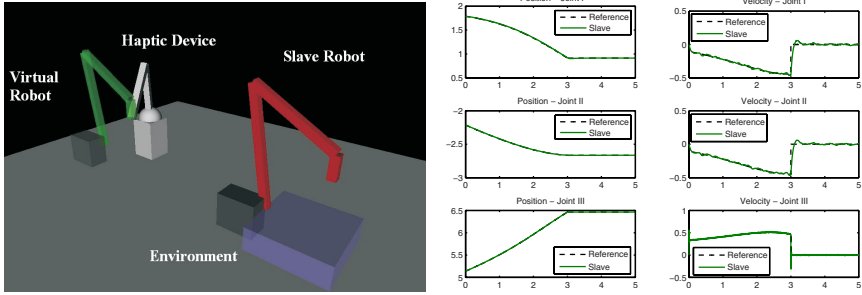 Haptic Device
Slave Robot
Virtual
Robot
Environment
Velocity – Joint I
2
1.5
1
0.5
0 1 2 3 4 5
Reference
Slave
0.5
0
−0.5
0 1 2 3 4 5
Reference
Slave
Position – Joint II
−2
−2.5
−3
0 1 2 3 4 5
Reference
Slave
Velocity – Joint II
0.5
0
−0.5
0 1 2 3 4 5
Reference
Slave
Position – Joint III
6.5
6
5.5
5
0 1 2 3 4 5
Reference
Slave
Velocity – Joint III
1
0.5
0
−0.5
0 1 2 3 4 5
Reference
Slave